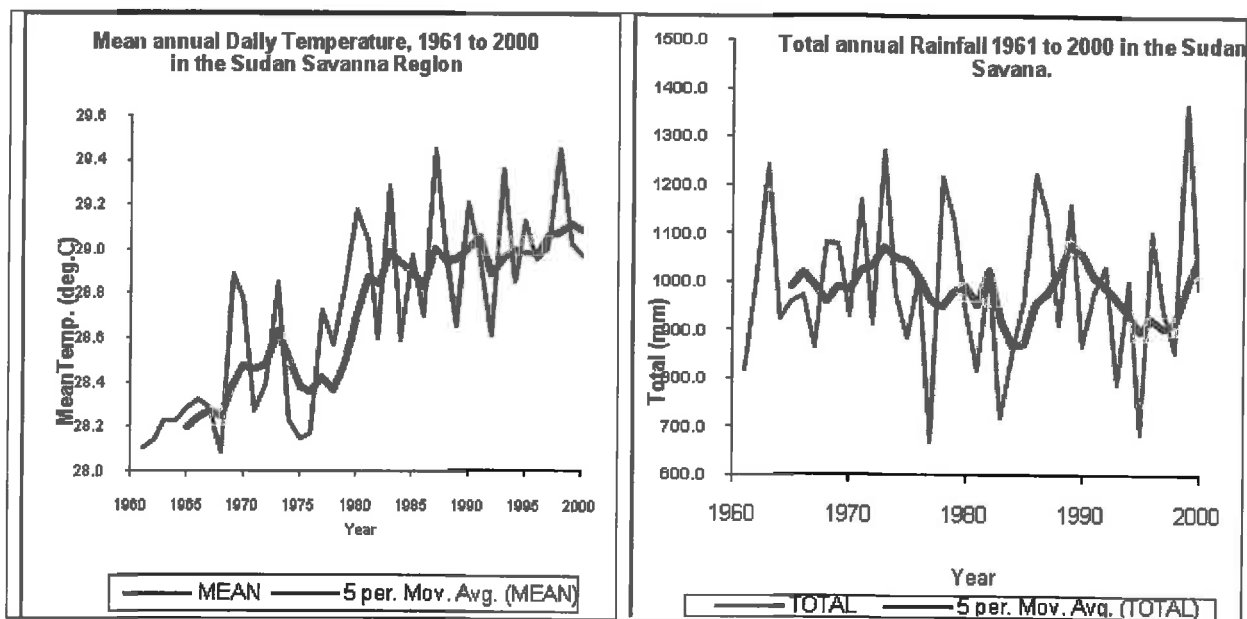 Mean annual Daily Temperature, 1961 to 2000
in the Sudan Savanna Region
29.6
29.4
29.2
29.0
28.8
28.6
28.4
28.2
28.0
MeanTemp. (deg.C)
1960
1965
1970
1975
1980
1985
1990
1995
2000
Year
MEAN
5 per. Mov. Avg. (MEAN)
Total annual Rainfall 1961 to 2000 in the Sudan
Savana.
1500.0
1400.0
1300.0
1200.0
1100.0
1000.0
900.0
800.0
700.0
600.0
Total (mm)
1960
1970
1980
1990
2000
Year
TOTAL
5 per. Mov. Avg. (TOTAL)